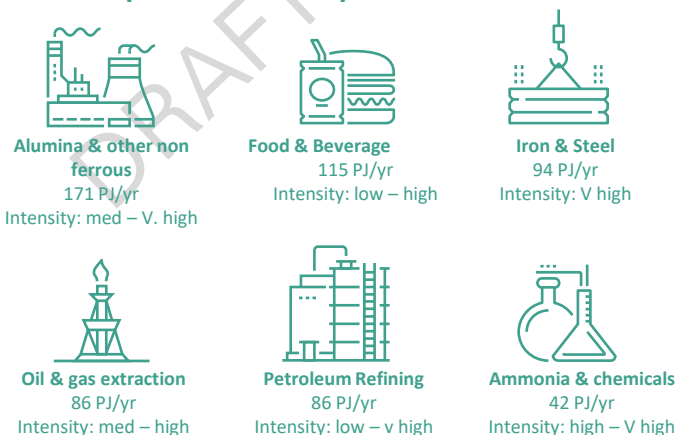 DRAFT
Alumina & other non
ferrous
171 PJ/yr
Intensity: med – V. high
Food & Beverage
115 PJ/yr
Intensity: low – high
Iron & Steel
94 PJ/yr
Intensity: V high
Oil & gas extraction
86 PJ/yr
Intensity: med – high
Petroleum Refining
86 PJ/yr
Intensity: low – v high
Ammonia & chemicals
42 PJ/yr
Intensity: high – V high